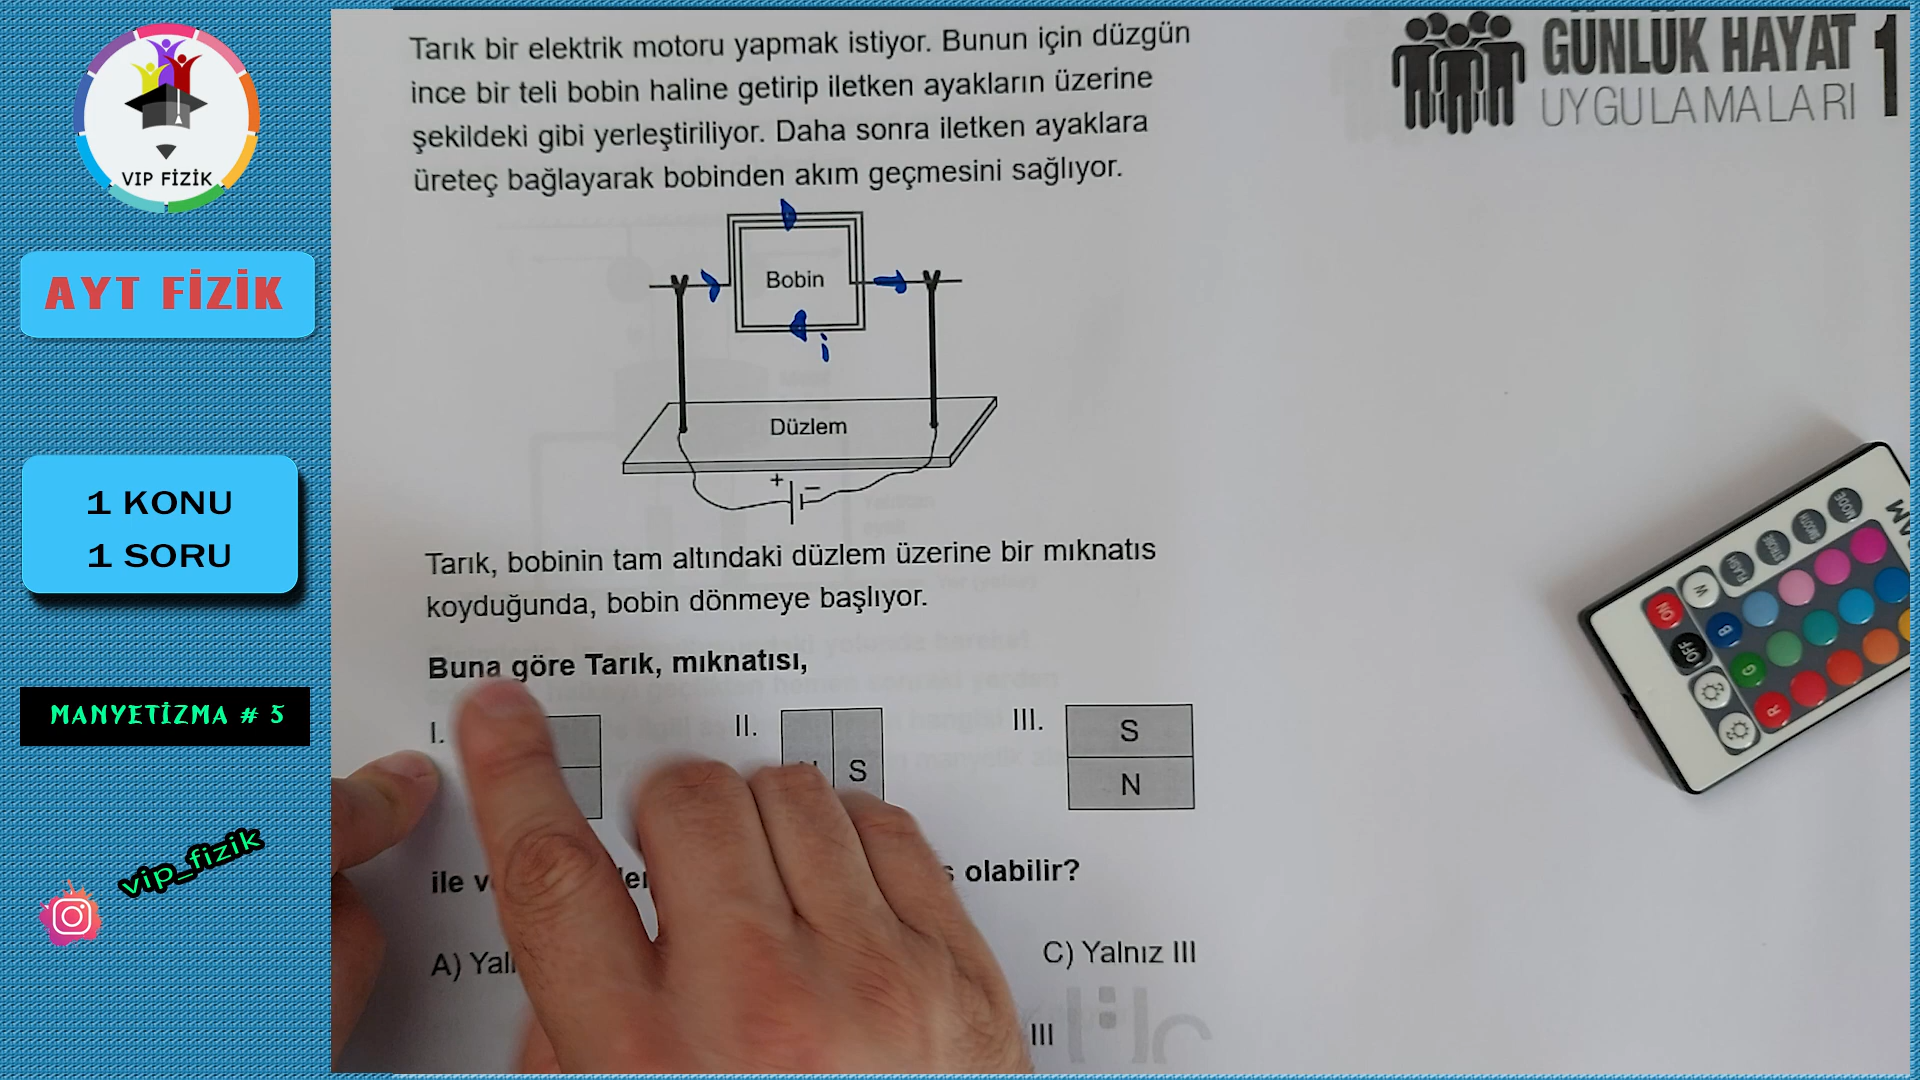 VIP FİZİK
AYT FİZİK
1 KONU
1 SORU
MANYETİZMA # 5
vip_fizik
GÜNLÜK HAYAT 1
UYGULAMALARI
Tarık bir elektrik motoru yapmak istiyor. Bunun için düzgün
ince bir teli bobin haline getirip iletken ayakların üzerine
şekildeki gibi yerleştiriliyor. Daha sonra iletken ayaklara
üreteç bağlayarak bobinden akım geçmesini sağlıyor.
Bobin
i
Düzlem
+ −
Tarık, bobinin tam altındaki düzlem üzerine bir mıknatıs
koyduğunda, bobin dönmeye başlıyor.
Buna göre Tarık, mıknatısı,
I. II. III.
S
S
N
ile olabilir?
A) C) Yalnız III
III
MODE
SMOOTH
STROBE
FLASH
W
ON
OFF
B
G
R